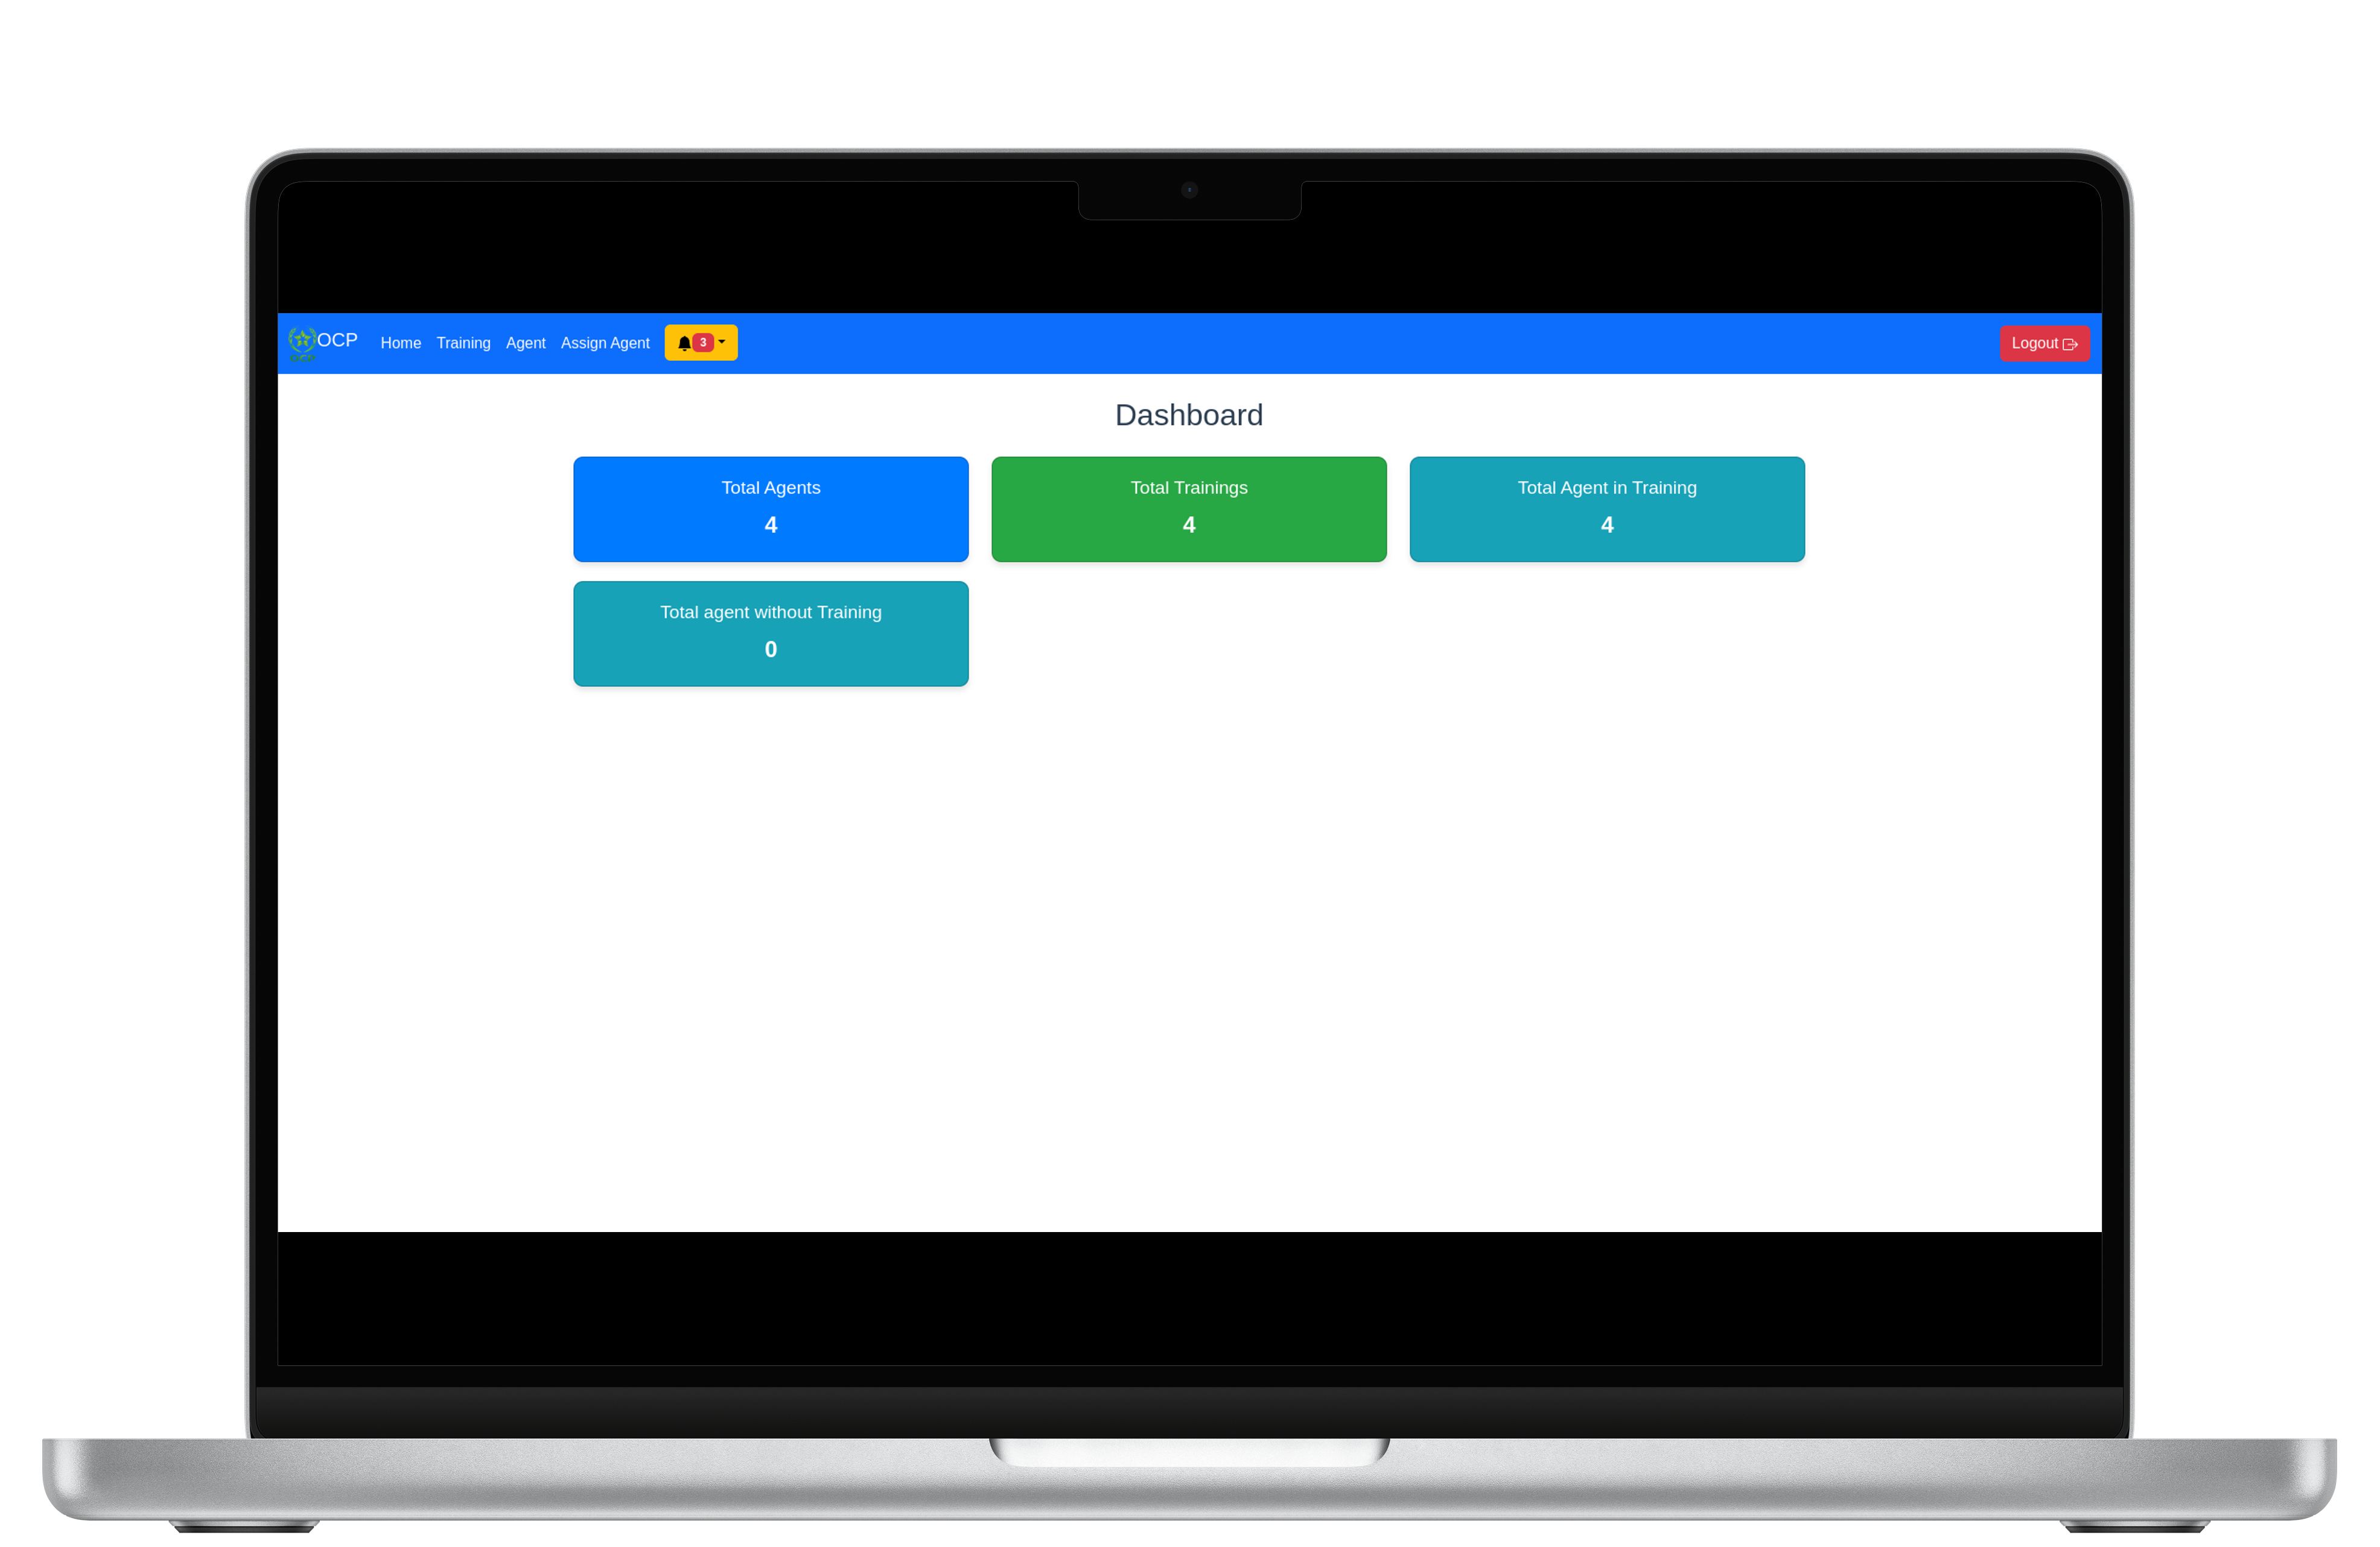 OCP Home Training Agent Assign Agent 3 Logout
OCP
Dashboard
Total Agents
4
Total Trainings
4
Total Agent in Training
4
Total agent without Training
0